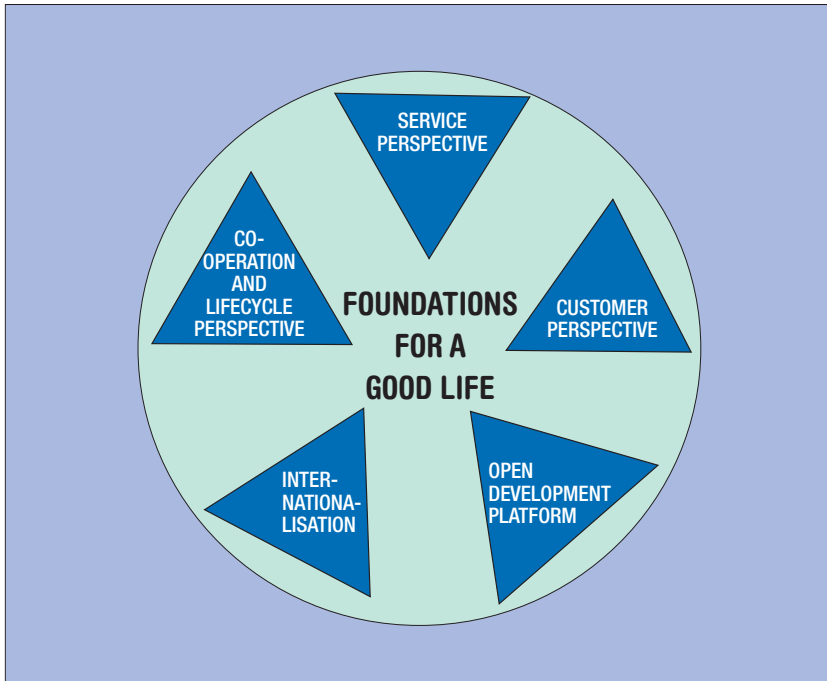 SERVICE
PERSPECTIVE
CO-
OPERATION
AND
LIFECYCLE
PERSPECTIVE
FOUNDATIONS
FOR A
GOOD LIFE
CUSTOMER
PERSPECTIVE
INTER-
NATIONA-
LISATION
OPEN
DEVELOPMENT
PLATFORM